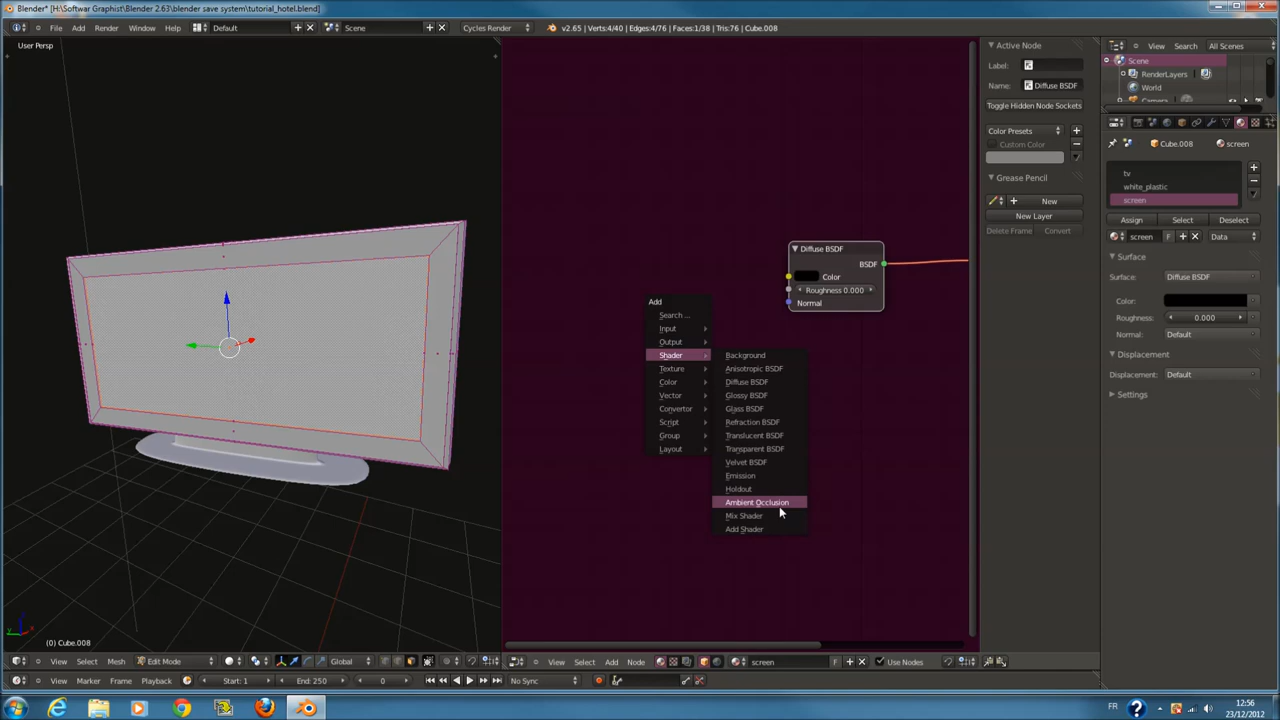 Blender* [H:\Softwar Graphist\Blender 2.63\blender save system\tutorial_hotel.blend]
File Add Render Window Help Default Scene Cycles Render v2.65 | Verts:4/40 | Edges:4/76 | Faces:1/38 | Tris:76 | Cube.008
User Persp
(0) Cube.008
Add
Search ...
Input
Output
Shader
Texture
Color
Vector
Convertor
Script
Group
Layout
Background
Anisotropic BSDF
Diffuse BSDF
Glossy BSDF
Glass BSDF
Refraction BSDF
Translucent BSDF
Transparent BSDF
Velvet BSDF
Emission
Holdout
Ambient Occlusion
Mix Shader
Add Shader
Diffuse BSDF
BSDF
Color
Roughness 0.000
Normal
Active Node
Label:
Name: Diffuse BSDF
Toggle Hidden Node Sockets
Color Presets
Custom Color
Grease Pencil
New
New Layer
Delete Frame Convert
View Search All Scenes
Scene
RenderLayers
World
Camera
Cube.008 screen
tv
white_plastic
screen
Assign Select Deselect
screen F Data
Surface
Surface: Diffuse BSDF
Color:
Roughness: 0.000
Normal: Default
Displacement
Displacement: Default
Settings
View Select Mesh Edit Mode Global
View Select Add Node screen F Use Nodes
View Marker Frame Playback Start: 1 End: 250 0 No Sync
FR 12:56
23/12/2012